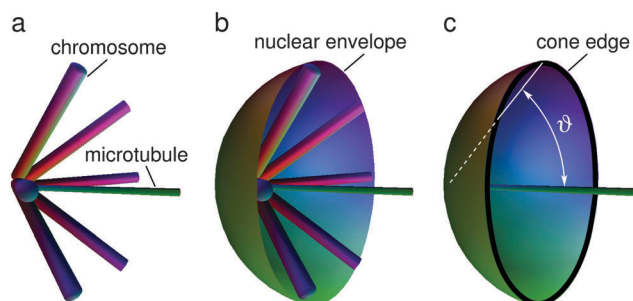 a
chromosome
microtubule
b
nuclear envelope
c
cone edge
ϑ